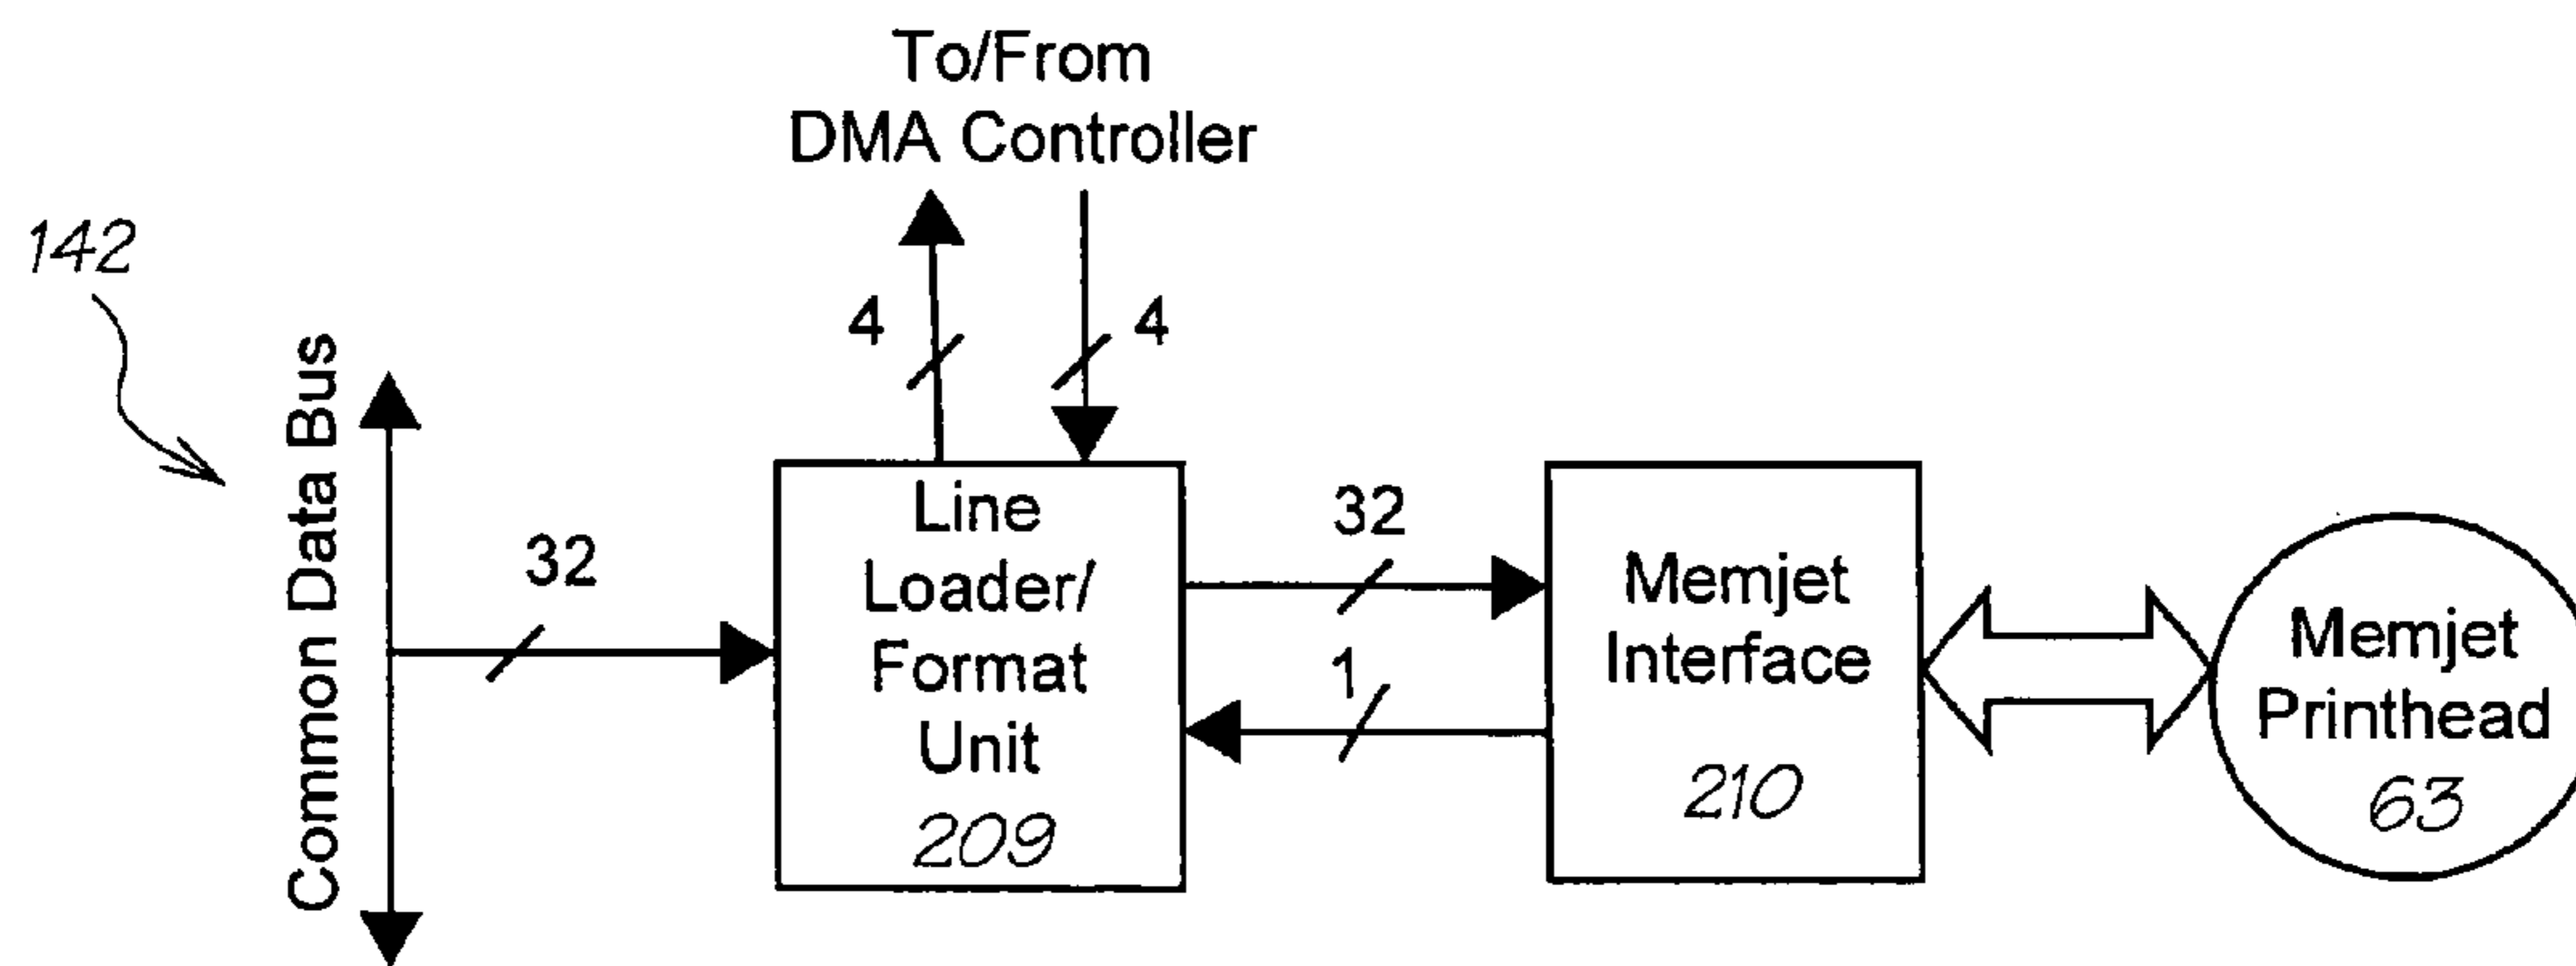 To/From
DMA Controller
142
4
4
Common Data Bus
32
Line
Loader/
Format
Unit
209
32
1
Memjet
Interface
210
Memjet
Printhead
63